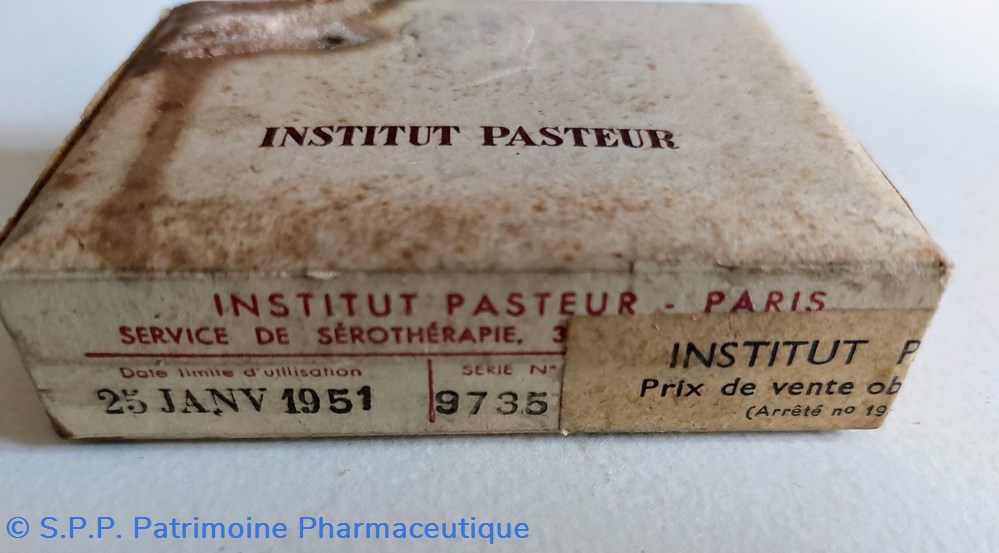 INSTITUT PASTEUR
INSTITUT PASTEUR - PARIS
SERVICE DE SÉROTHÉRAPIE, 3
Date limite d'utilisation
25 JANV 1951
SÉRIE N°
9735
INSTITUT P
Prix de vente ob
(Arrêté nº 19
© S.P.P. Patrimoine Pharmaceutique